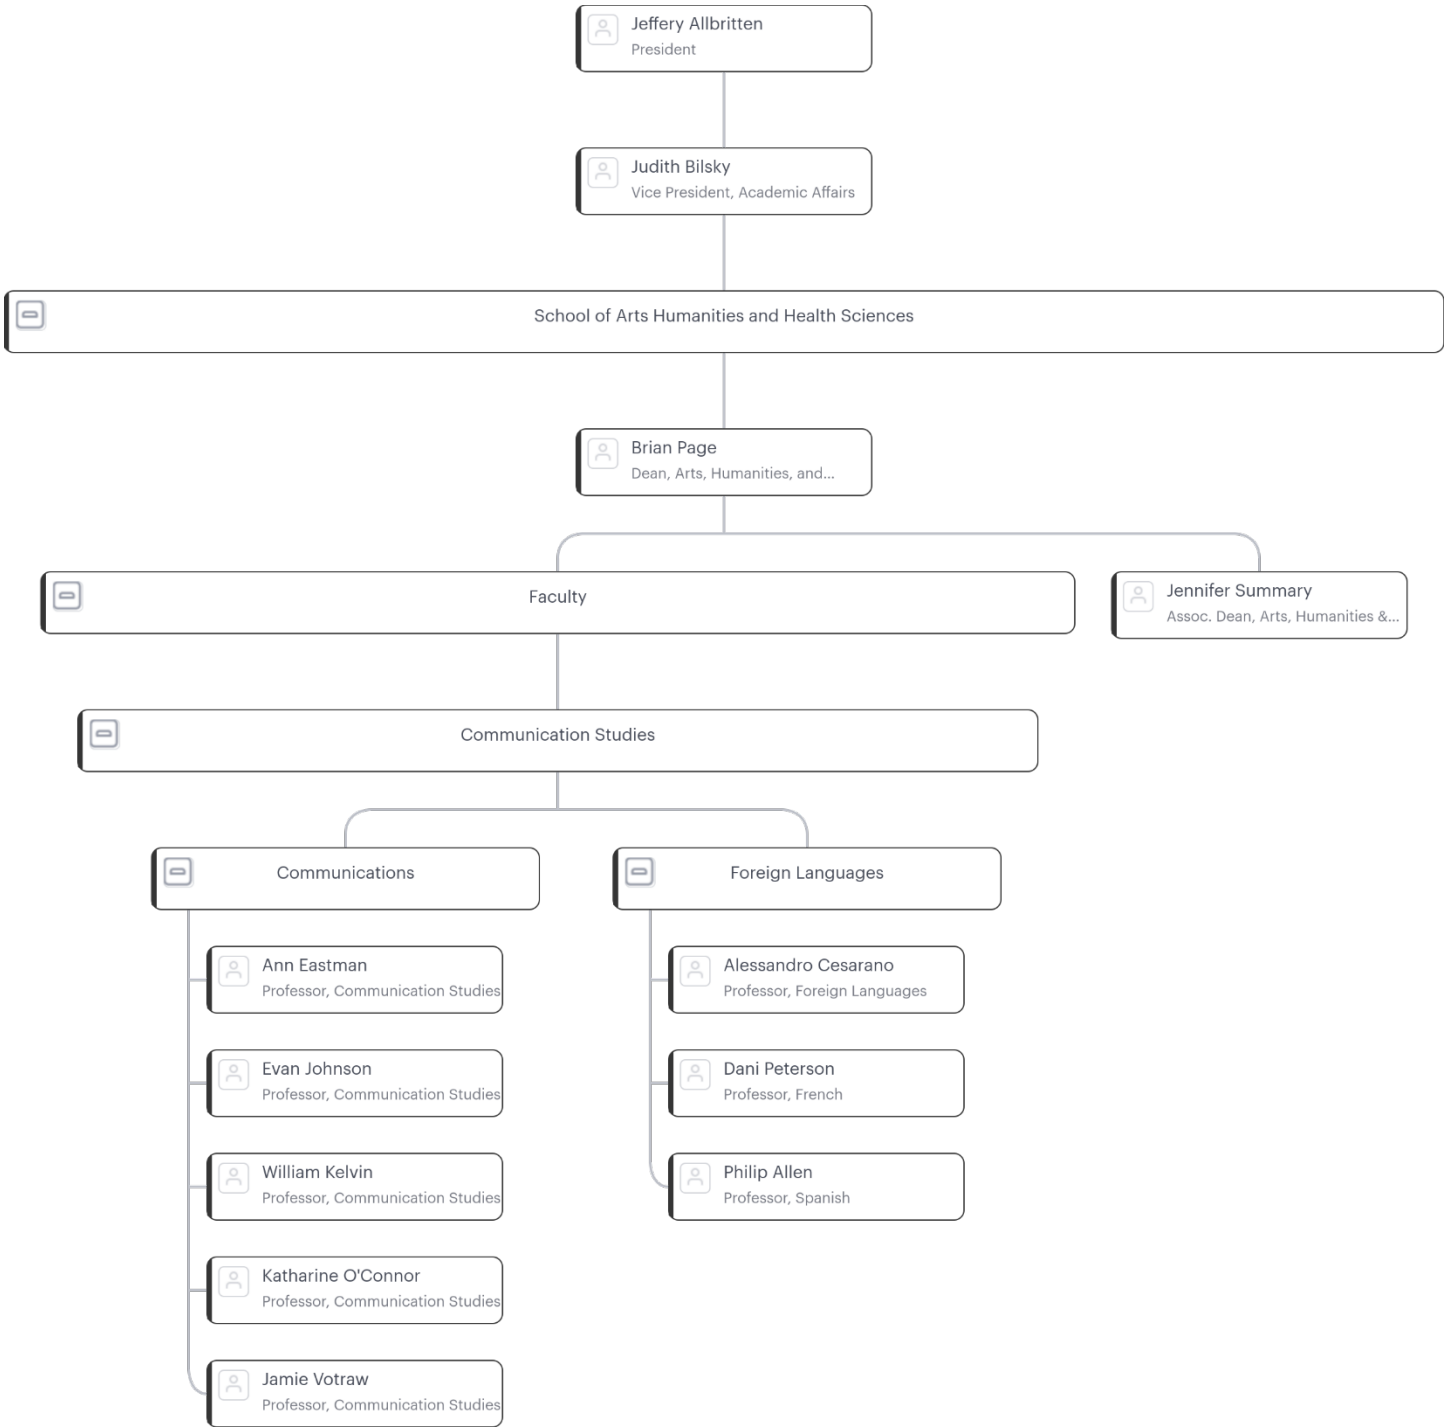 Jeffery Allbritten
President
Judith Bilsky
Vice President, Academic Affairs
School of Arts Humanities and Health Sciences
Brian Page
Dean, Arts, Humanities, and...
Faculty
Jennifer Summary
Assoc. Dean, Arts, Humanities &...
Communication Studies
Communications
Ann Eastman
Professor, Communication Studies
Evan Johnson
Professor, Communication Studies
William Kelvin
Professor, Communication Studies
Katharine O'Connor
Professor, Communication Studies
Jamie Votraw
Professor, Communication Studies
Foreign Languages
Alessandro Cesarano
Professor, Foreign Languages
Dani Peterson
Professor, French
Philip Allen
Professor, Spanish